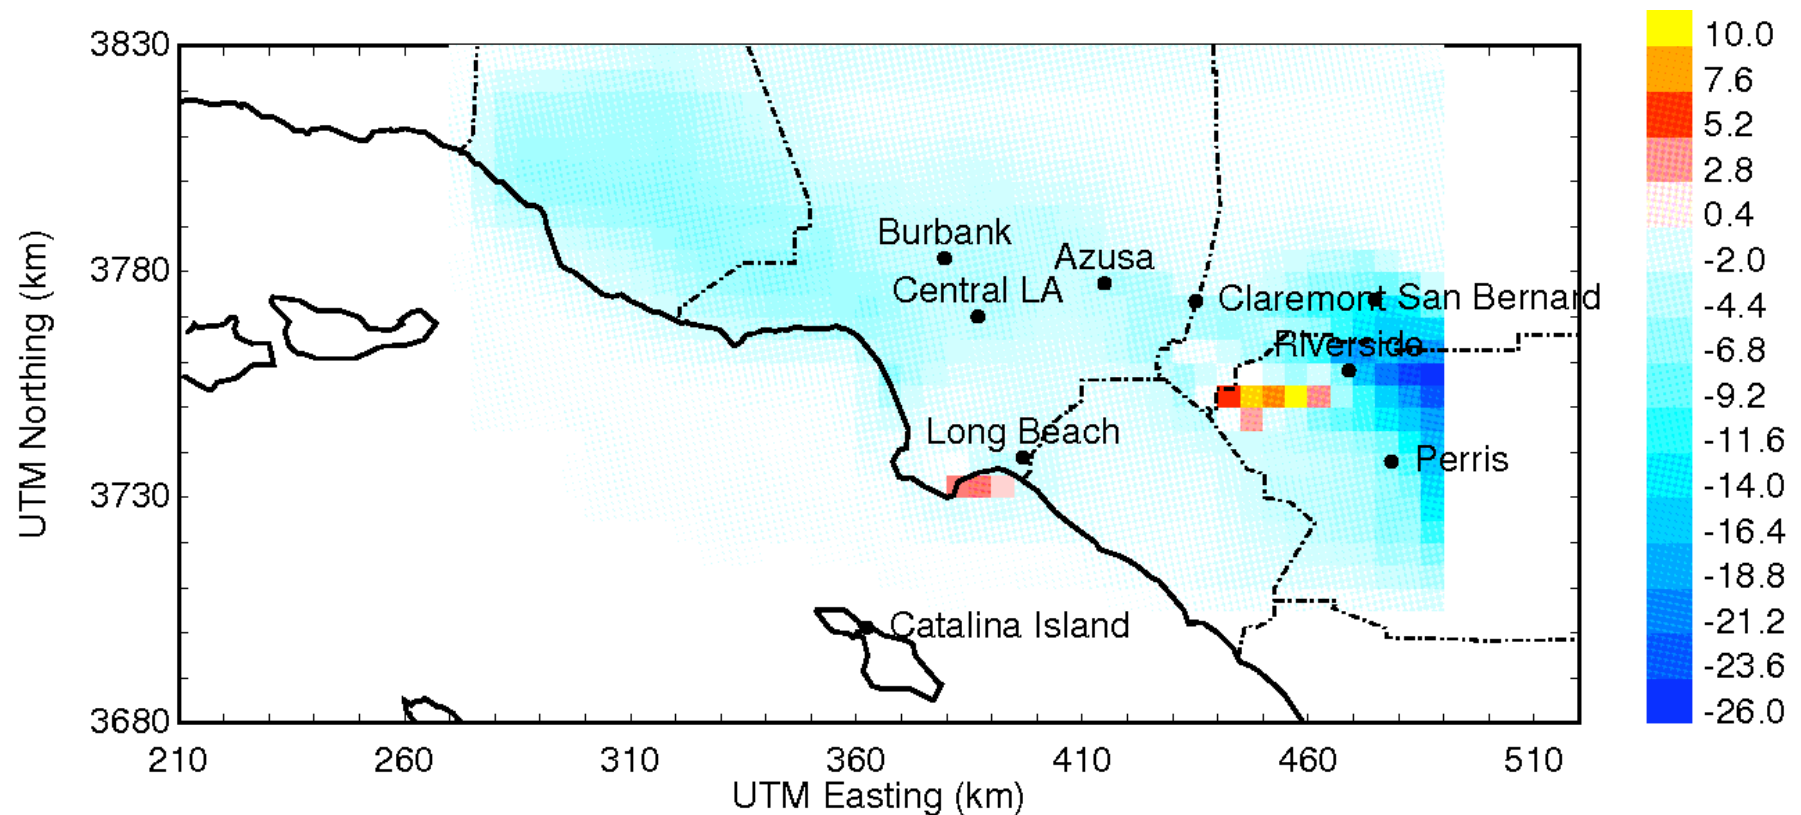 3830
3780
3730
3680
UTM Northing (km)
210
260
310
360
410
460
510
UTM Easting (km)
Burbank
Azusa
Central LA
Claremont
San Bernard
Riverside
Long Beach
Perris
Catalina Island
10.0
7.6
5.2
2.8
0.4
-2.0
-4.4
-6.8
-9.2
-11.6
-14.0
-16.4
-18.8
-21.2
-23.6
-26.0